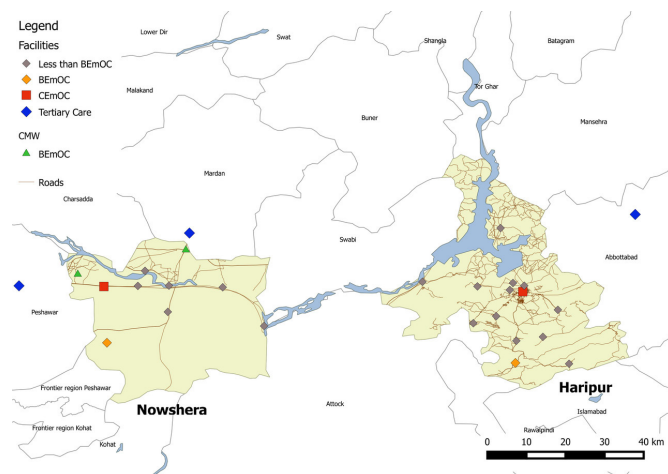 Legend
Facilities
Less than BEmOC
BEmOC
CEmOC
Tertiary Care
CMW
BEmOC
Roads
Lower Dir
Swat
Shangla
Batagram
Malakand
Tor Ghar
Buner
Mansehra
Mardan
Charsadda
Swabi
Abbottabad
Peshawar
Frontier region Peshawar
Nowshera
Attock
Haripur
Islamabad
Frontier region Kohat
Kohat
Rawalpindi
0 10 20 30 40 km